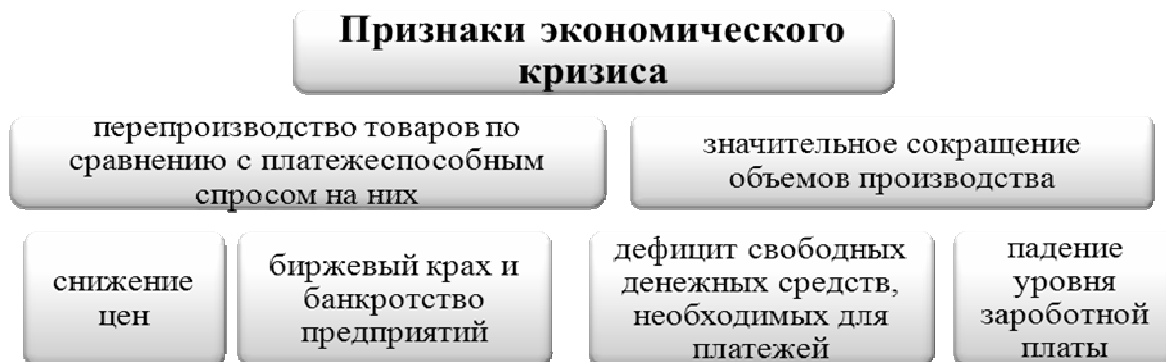 Признаки экономического
кризиса
перепроизводство товаров по
сравнению с платежеспособным
спросом на них
значительное сокращение
объемов производства
снижение
цен
биржевый крах и
банкротство
предприятий
дефицит свободных
денежных средств,
необходимых для
платежей
падение
уровня
зароботной
платы